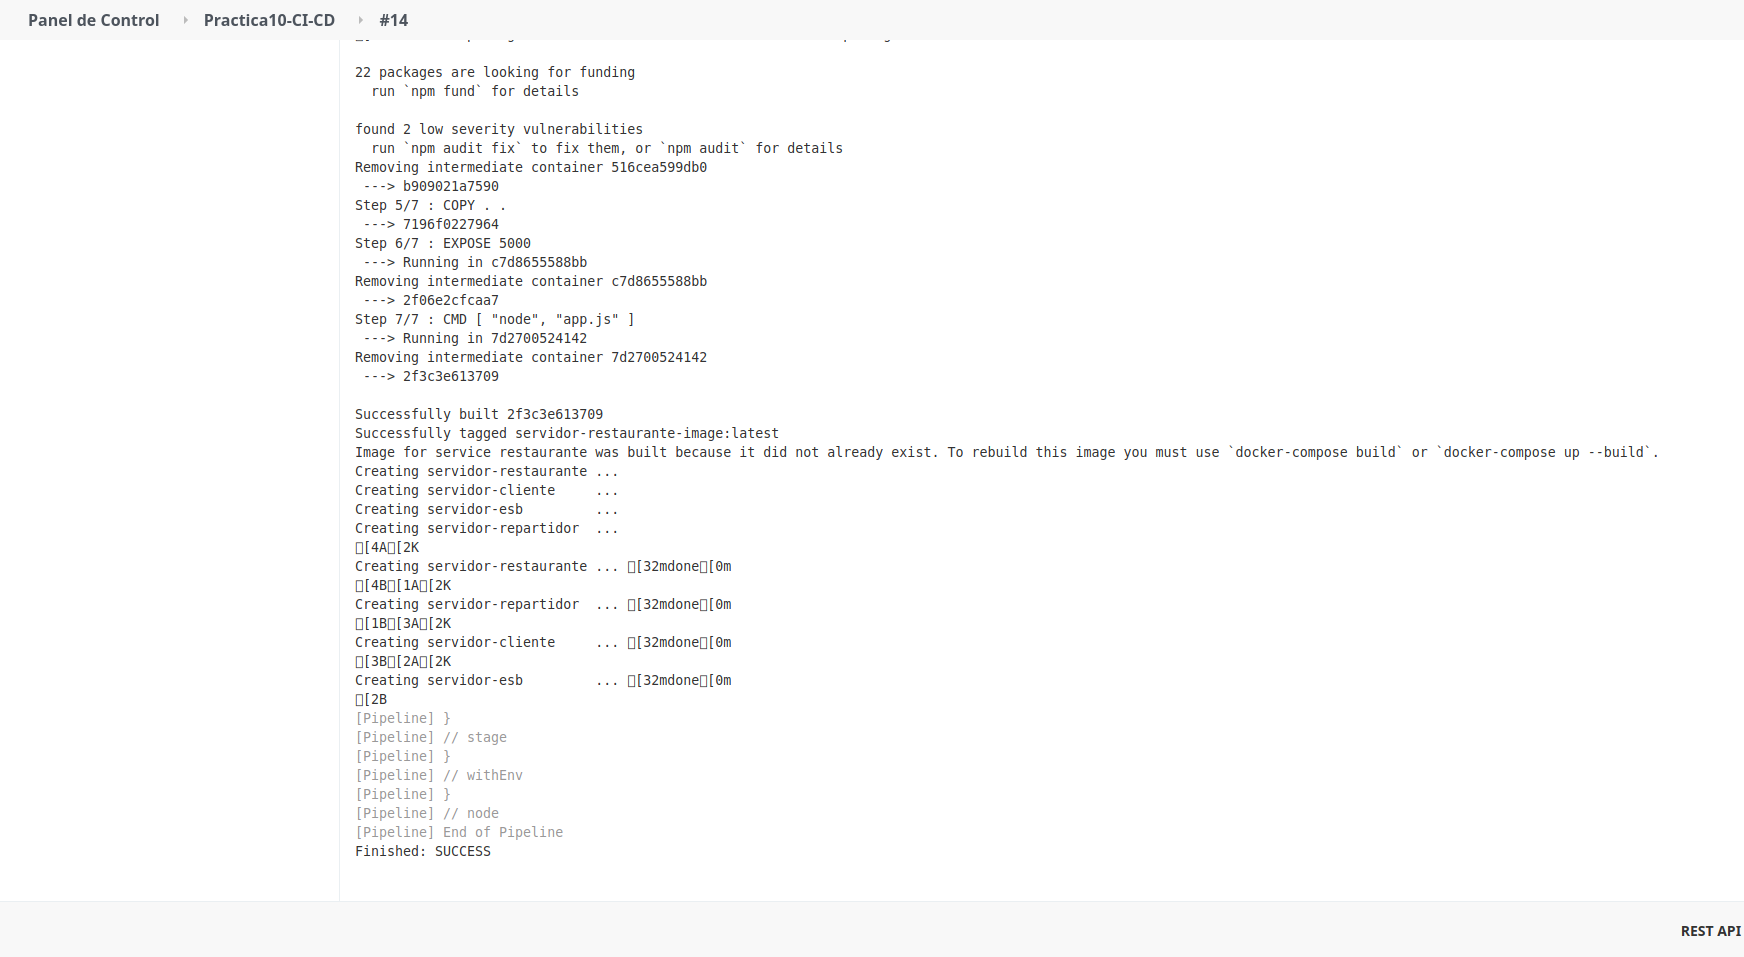 Panel de Control
Practica10-CI-CD
#14
22 packages are looking for funding
  run `npm fund` for details
found 2 low severity vulnerabilities
  run `npm audit fix` to fix them, or `npm audit` for details
Removing intermediate container 516cea599db0
 ---> b909021a7590
Step 5/7 : COPY . .
 ---> 7196f0227964
Step 6/7 : EXPOSE 5000
 ---> Running in c7d8655588bb
Removing intermediate container c7d8655588bb
 ---> 2f06e2cfcaa7
Step 7/7 : CMD [ "node", "app.js" ]
 ---> Running in 7d2700524142
Removing intermediate container 7d2700524142
 ---> 2f3c3e613709
Successfully built 2f3c3e613709
Successfully tagged servidor-restaurante-image:latest
Image for service restaurante was built because it did not already exist. To rebuild this image you must use `docker-compose build` or `docker-compose up --build`.
Creating servidor-restaurante ...
Creating servidor-cliente     ...
Creating servidor-esb         ...
Creating servidor-repartidor  ...
[4A[2K
Creating servidor-restaurante ... [32mdone[0m
[4B[1A[2K
Creating servidor-repartidor  ... [32mdone[0m
[1B[3A[2K
Creating servidor-cliente     ... [32mdone[0m
[3B[2A[2K
Creating servidor-esb         ... [32mdone[0m
[2B
[Pipeline] }
[Pipeline] // stage
[Pipeline] }
[Pipeline] // withEnv
[Pipeline] }
[Pipeline] // node
[Pipeline] End of Pipeline
Finished: SUCCESS
REST API